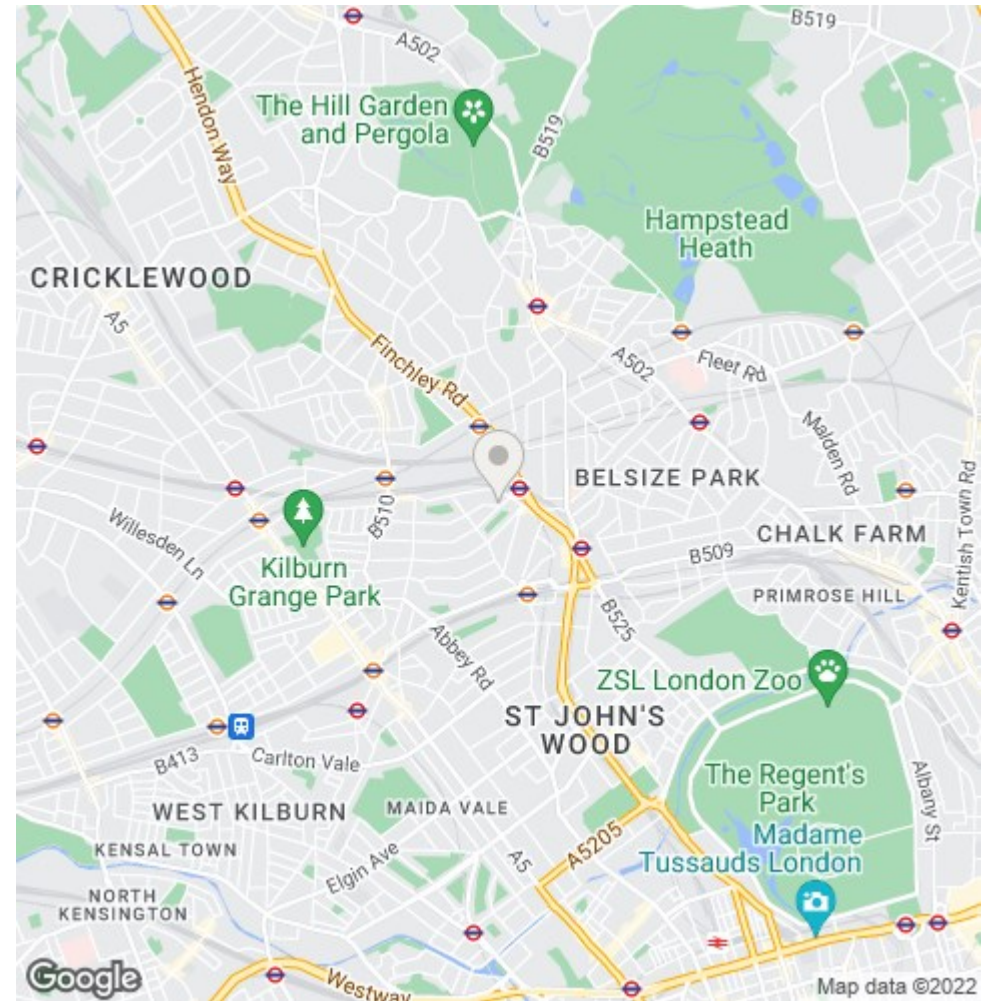 B519
A502
The Hill Garden
and Pergola
Hendon Way
B519
Hampstead
Heath
CRICKLEWOOD
A5
Finchley Rd
A502
Fleet Rd
Malden Rd
BELSIZE PARK
B510
Willesden Ln
Kilburn
Grange Park
CHALK FARM
Kentish Town Rd
B509
PRIMROSE HILL
B525
Abbey Rd
ZSL London Zoo
ST JOHN'S
WOOD
B413
Carlton Vale
The Regent's
Park
Albany St
WEST KILBURN
MAIDA VALE
Madame
Tussauds London
A5205
KENSAL TOWN
Elgin Ave
A5
NORTH
KENSINGTON
Google
Westway
Map data ©2022